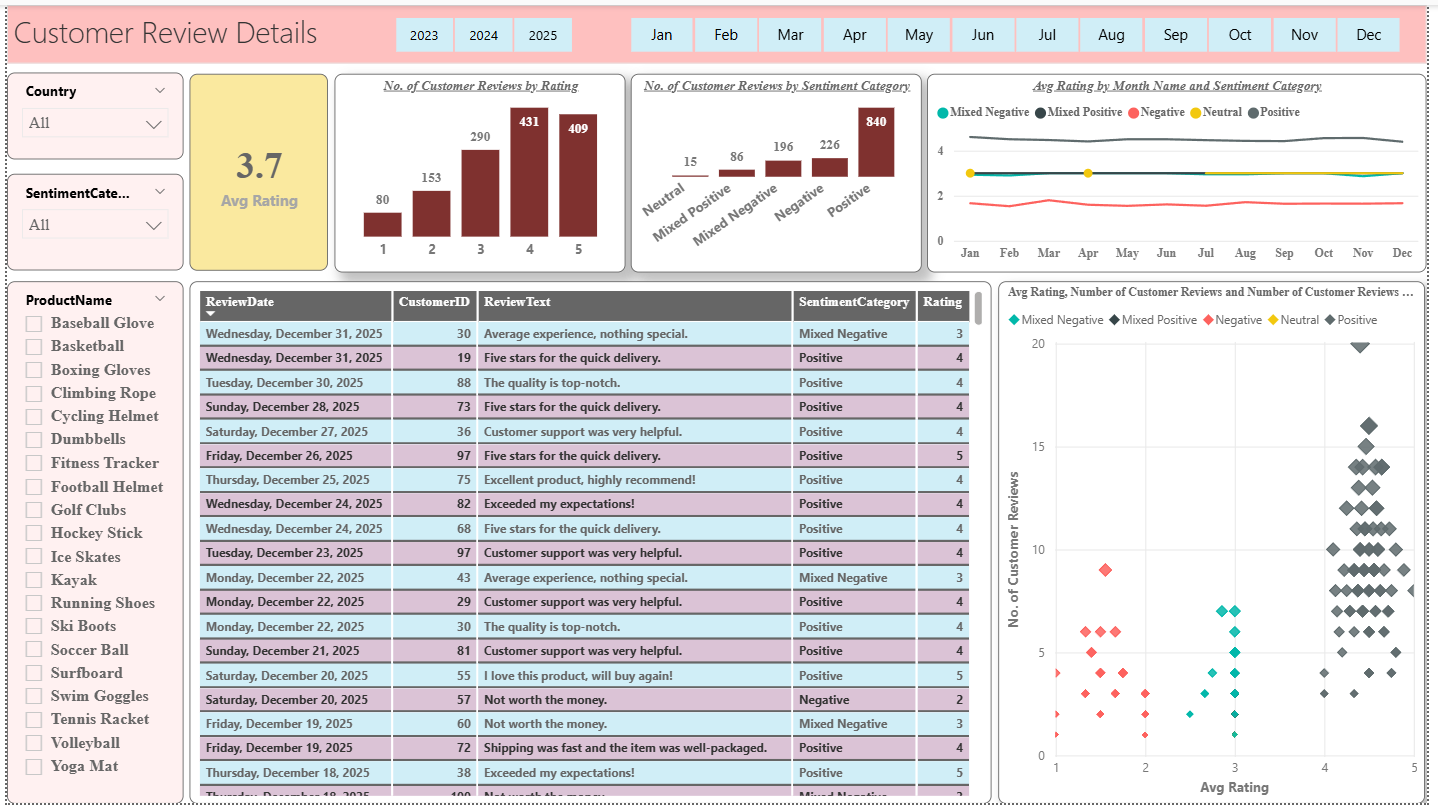 Customer Review Details
2023 2024 2025 Jan Feb Mar Apr May Jun Jul Aug Sep Oct Nov Dec
Country
All
SentimentCate...
All
3.7
Avg Rating
No. of Customer Reviews by Rating
80 153 290 431 409
1 2 3 4 5
No. of Customer Reviews by Sentiment Category
15 86 196 226 840
Neutral Mixed Positive Mixed Negative Negative Positive
Avg Rating by Month Name and Sentiment Category
Mixed Negative Mixed Positive Negative Neutral Positive
4
2
0
Jan Feb Mar Apr May Jun Jul Aug Sep Oct Nov Dec
ProductName
Baseball Glove
Basketball
Boxing Gloves
Climbing Rope
Cycling Helmet
Dumbbells
Fitness Tracker
Football Helmet
Golf Clubs
Hockey Stick
Ice Skates
Kayak
Running Shoes
Ski Boots
Soccer Ball
Surfboard
Swim Goggles
Tennis Racket
Volleyball
Yoga Mat
ReviewDate CustomerID ReviewText SentimentCategory Rating
Wednesday, December 31, 2025 30 Average experience, nothing special. Mixed Negative 3
Wednesday, December 31, 2025 19 Five stars for the quick delivery. Positive 4
Tuesday, December 30, 2025 88 The quality is top-notch. Positive 4
Sunday, December 28, 2025 73 Five stars for the quick delivery. Positive 4
Saturday, December 27, 2025 36 Customer support was very helpful. Positive 4
Friday, December 26, 2025 97 Five stars for the quick delivery. Positive 5
Thursday, December 25, 2025 75 Excellent product, highly recommend! Positive 4
Wednesday, December 24, 2025 82 Exceeded my expectations! Positive 4
Wednesday, December 24, 2025 68 Five stars for the quick delivery. Positive 4
Tuesday, December 23, 2025 97 Customer support was very helpful. Positive 4
Monday, December 22, 2025 43 Average experience, nothing special. Mixed Negative 3
Monday, December 22, 2025 29 Customer support was very helpful. Positive 4
Monday, December 22, 2025 30 The quality is top-notch. Positive 4
Sunday, December 21, 2025 81 Customer support was very helpful. Positive 4
Saturday, December 20, 2025 55 I love this product, will buy again! Positive 5
Saturday, December 20, 2025 57 Not worth the money. Negative 2
Friday, December 19, 2025 60 Not worth the money. Mixed Negative 3
Friday, December 19, 2025 72 Shipping was fast and the item was well-packaged. Positive 4
Thursday, December 18, 2025 38 Exceeded my expectations! Positive 5
Thursday, December 18, 2025 100 Not worth the money. Mixed Negative 3
Avg Rating, Number of Customer Reviews and Number of Customer Reviews ...
Mixed Negative Mixed Positive Negative Neutral Positive
No. of Customer Reviews
20
15
10
5
0
1 2 3 4 5
Avg Rating